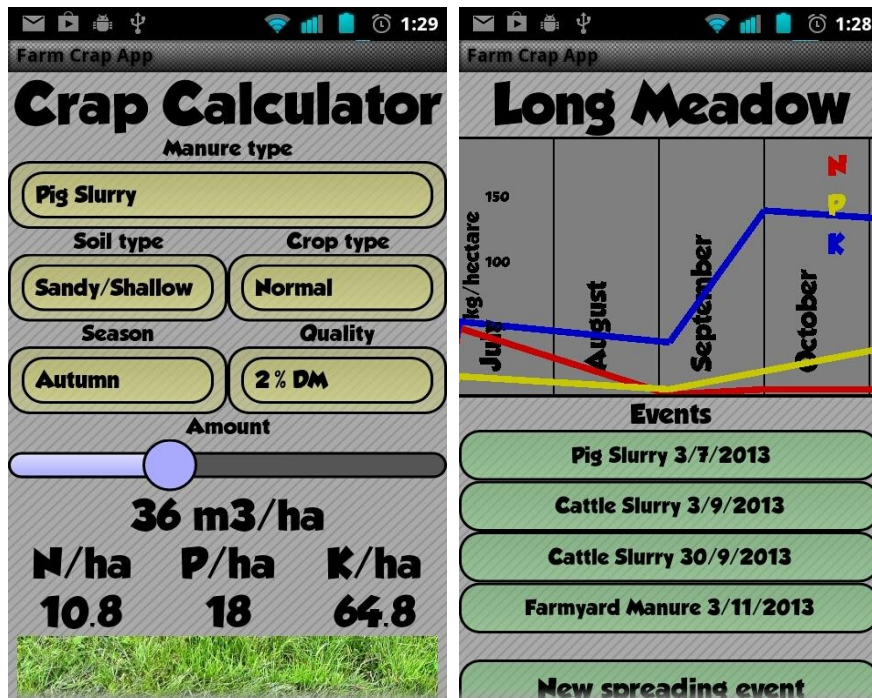 1:29
Farm Crap App
Crap Calculator
Manure type
Pig Slurry
Soil type Crop type
Sandy/Shallow Normal
Season Quality
Autumn 2% DM
Amount
36 m3/ha
N/ha P/ha K/ha
10.8 18 64.8
1:28
Farm Crap App
Long Meadow
N
P
K
150
100
kg/hectare
August
September
October
Events
Pig Slurry 3/7/2013
Cattle Slurry 3/9/2013
Cattle Slurry 30/9/2013
Farmyard Manure 3/11/2013
New spreading event